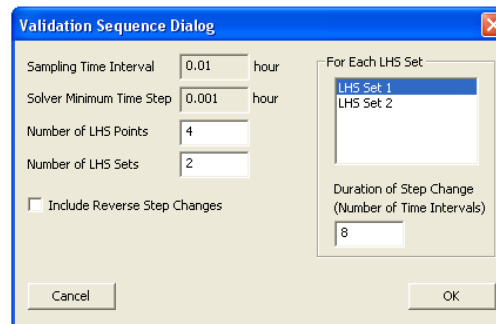 Validation Sequence Dialog
Sampling Time Interval 0.01 hour
Solver Minimum Time Step 0.001 hour
Number of LHS Points 4
Number of LHS Sets 2
Include Reverse Step Changes
For Each LHS Set
LHS Set 1
LHS Set 2
Duration of Step Change
(Number of Time Intervals)
8
Cancel
OK